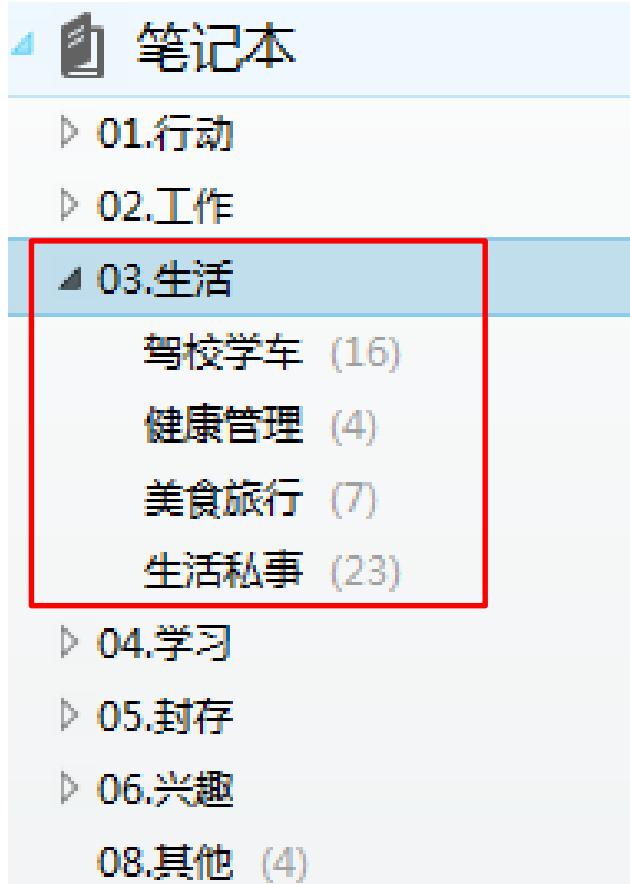 笔记本
01.行动
02.工作
03.生活
驾校学车 (16)
健康管理 (4)
美食旅行 (7)
生活私事 (23)
04.学习
05.封存
06.兴趣
08.其他 (4)